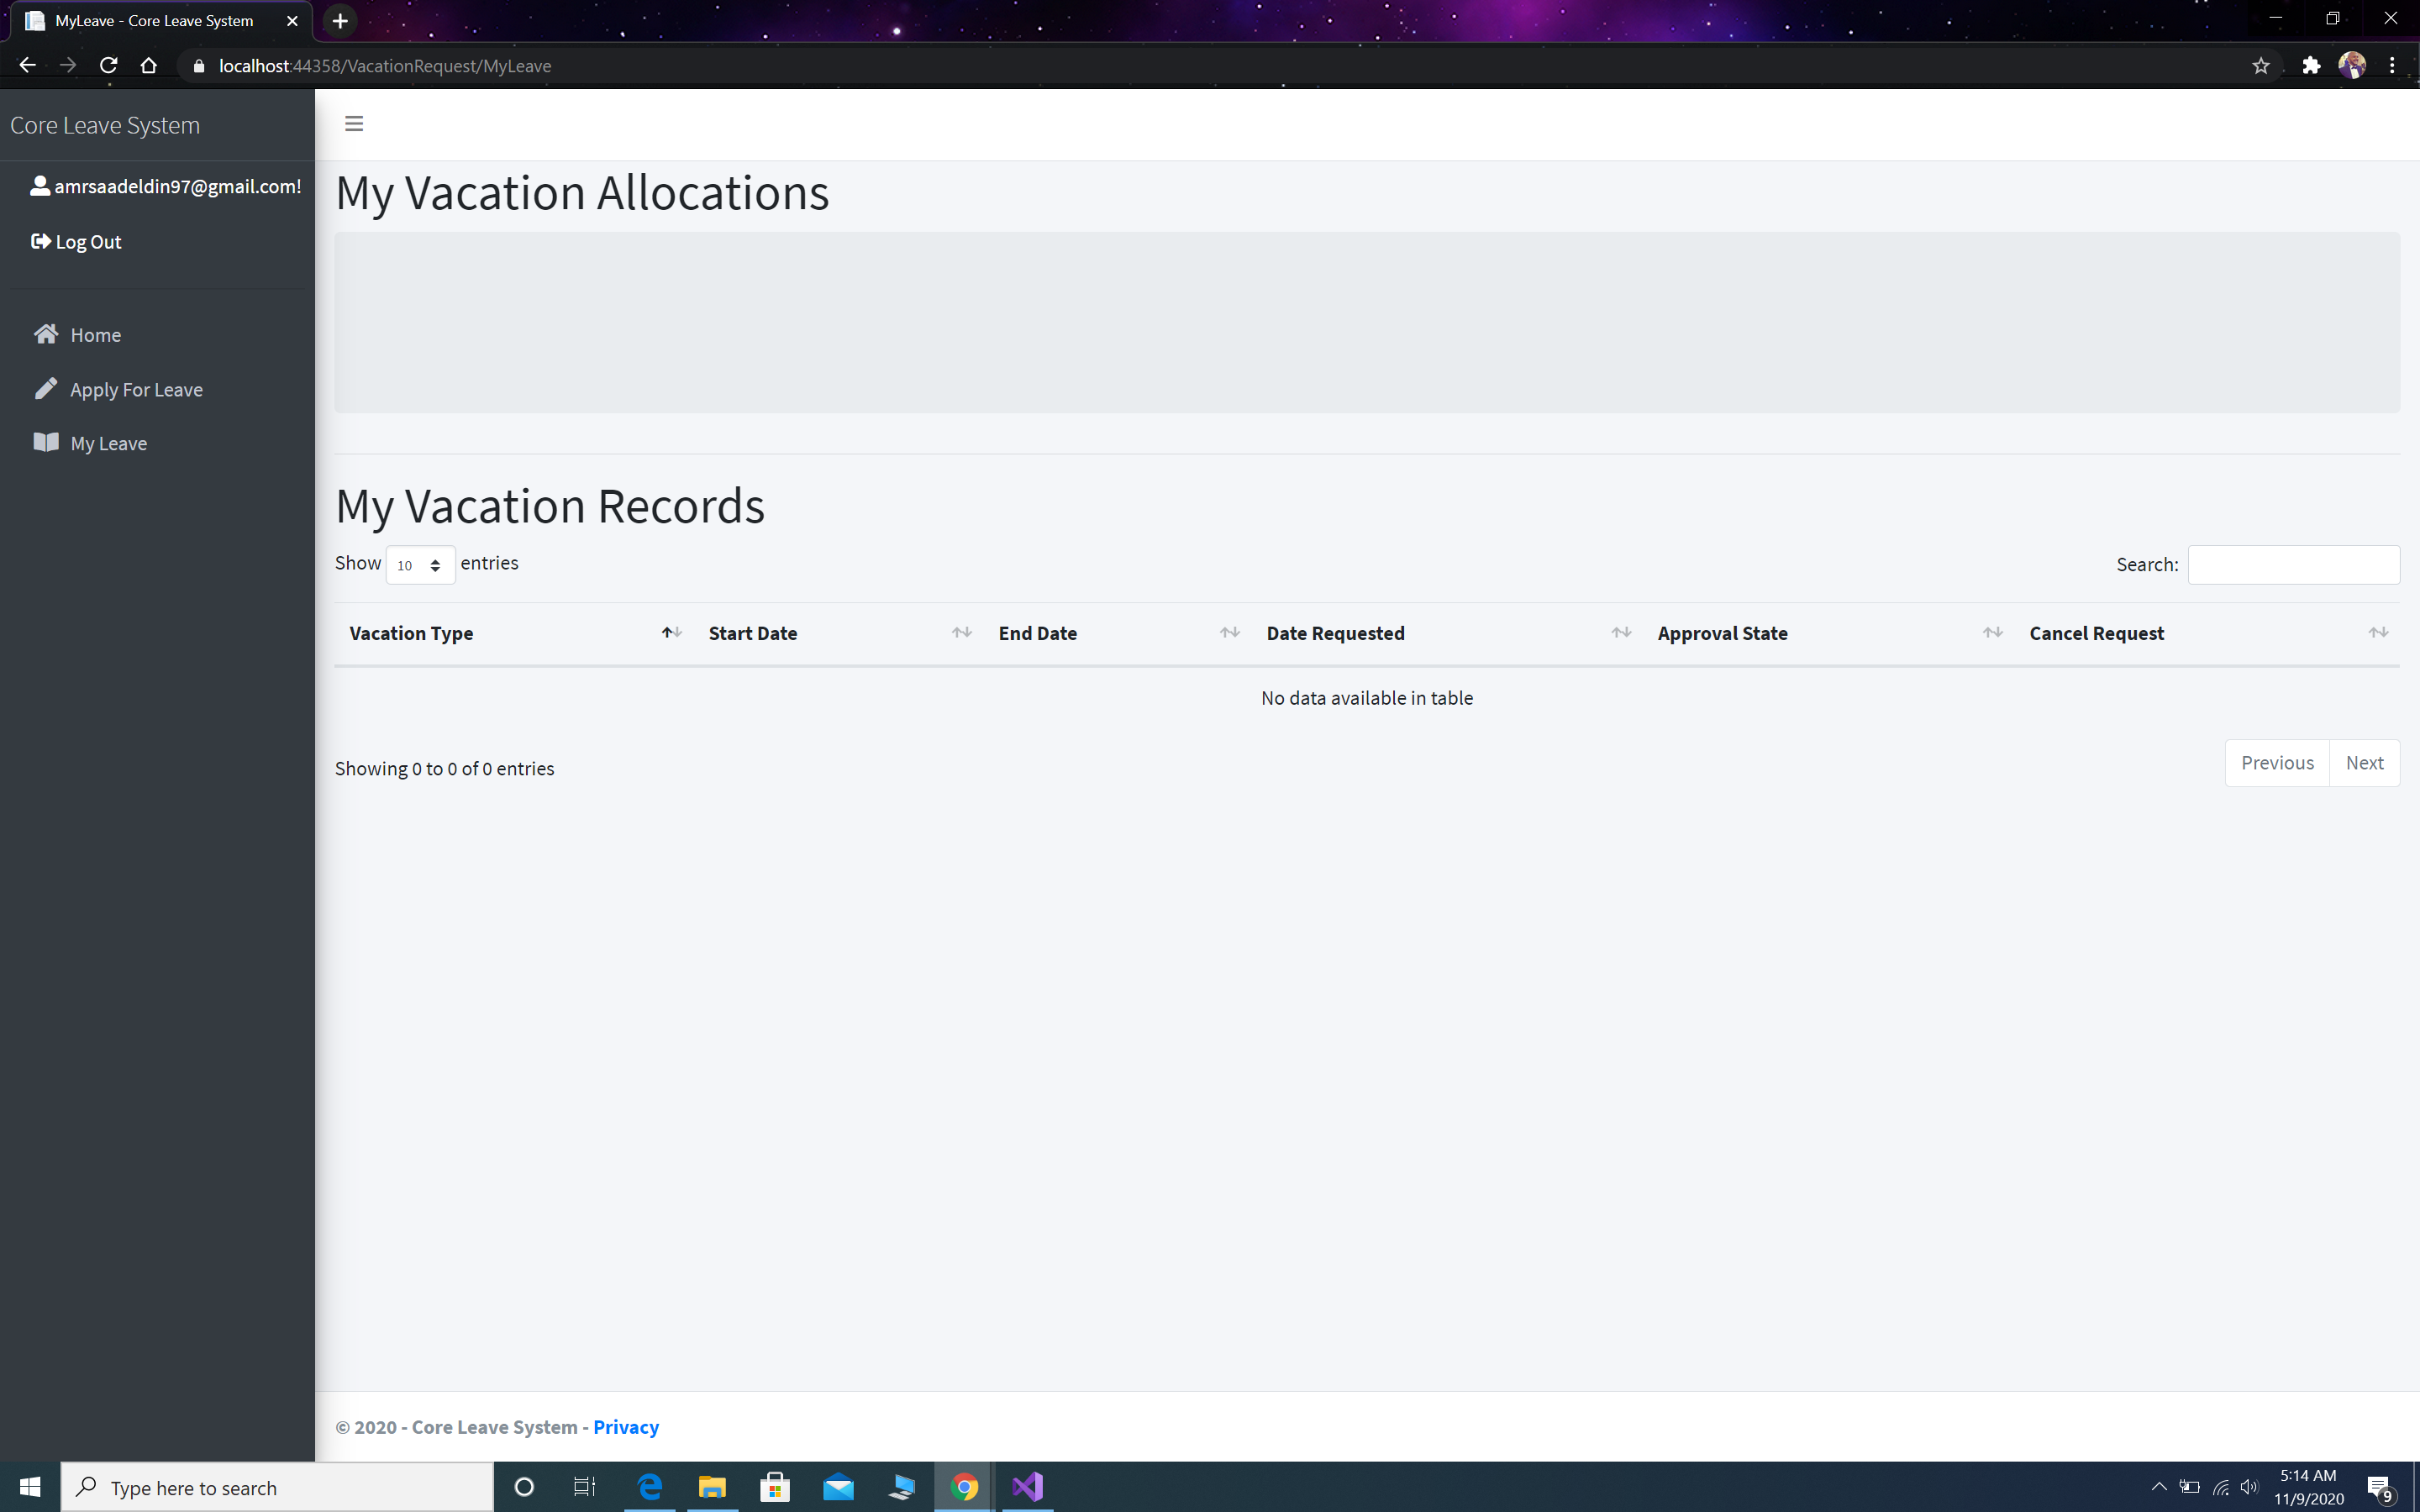 MyLeave - Core Leave System
localhost:44358/VacationRequest/MyLeave
Core Leave System
amrsaadeldin97@gmail.com!
Log Out
Home
Apply For Leave
My Leave
My Vacation Allocations
My Vacation Records
Show 10 entries
Search:
Vacation Type Start Date End Date Date Requested Approval State Cancel Request
No data available in table
Showing 0 to 0 of 0 entries
Previous Next
© 2020 - Core Leave System - Privacy
Type here to search
5:14 AM
11/9/2020
9